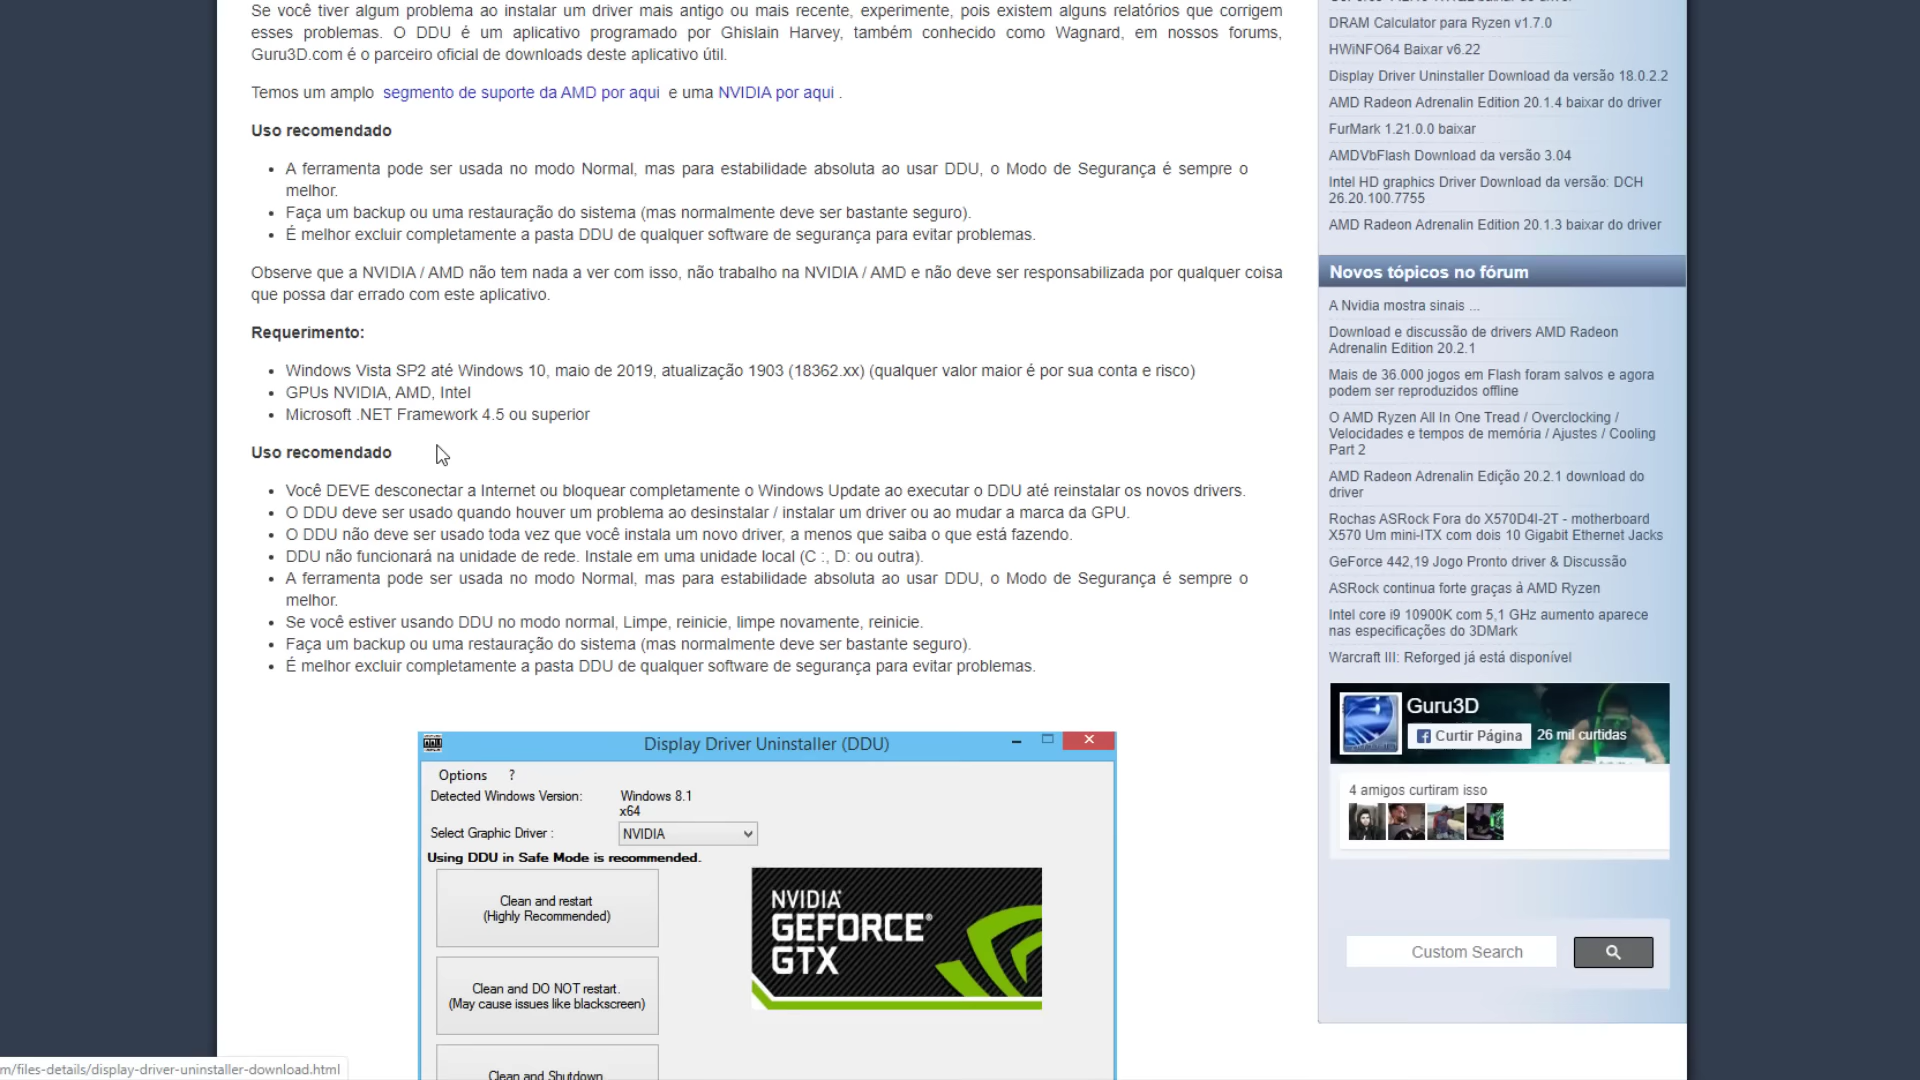 Se você tiver algum problema ao instalar um driver mais antigo ou mais recente, experimente, pois existem alguns relatórios que corrigem
esses problemas. O DDU é um aplicativo programado por Ghislain Harvey, também conhecido como Wagnard, em nossos forums,
Guru3D.com é o parceiro oficial de downloads deste aplicativo útil.
Temos um amplo segmento de suporte da AMD por aqui e uma NVIDIA por aqui .
Uso recomendado
• A ferramenta pode ser usada no modo Normal, mas para estabilidade absoluta ao usar DDU, o Modo de Segurança é sempre o
melhor.
• Faça um backup ou uma restauração do sistema (mas normalmente deve ser bastante seguro).
• É melhor excluir completamente a pasta DDU de qualquer software de segurança para evitar problemas.
Observe que a NVIDIA / AMD não tem nada a ver com isso, não trabalho na NVIDIA / AMD e não deve ser responsabilizada por qualquer coisa
que possa dar errado com este aplicativo.
Requerimento:
• Windows Vista SP2 até Windows 10, maio de 2019, atualização 1903 (18362.xx) (qualquer valor maior é por sua conta e risco)
• GPUs NVIDIA, AMD, Intel
• Microsoft .NET Framework 4.5 ou superior
Uso recomendado
• Você DEVE desconectar a Internet ou bloquear completamente o Windows Update ao executar o DDU até reinstalar os novos drivers.
• O DDU deve ser usado quando houver um problema ao desinstalar / instalar um driver ou ao mudar a marca da GPU.
• O DDU não deve ser usado toda vez que você instala um novo driver, a menos que saiba o que está fazendo.
• DDU não funcionará na unidade de rede. Instale em uma unidade local (C :, D: ou outra).
• A ferramenta pode ser usada no modo Normal, mas para estabilidade absoluta ao usar DDU, o Modo de Segurança é sempre o
melhor.
• Se você estiver usando DDU no modo normal, Limpe, reinicie, limpe novamente, reinicie.
• Faça um backup ou uma restauração do sistema (mas normalmente deve ser bastante seguro).
• É melhor excluir completamente a pasta DDU de qualquer software de segurança para evitar problemas.
Display Driver Uninstaller (DDU)
Options ?
Detected Windows Version: Windows 8.1
x64
Select Graphic Driver : NVIDIA
Using DDU in Safe Mode is recommended.
Clean and restart
(Highly Recommended)
Clean and DO NOT restart.
(May cause issues like blackscreen)
Clean and Shutdown
NVIDIA
GEFORCE®
GTX
DRAM Calculator para Ryzen v1.7.0
HWiNFO64 Baixar v6.22
Display Driver Uninstaller Download da versão 18.0.2.2
AMD Radeon Adrenalin Edition 20.1.4 baixar do driver
FurMark 1.21.0.0 baixar
AMDVbFlash Download da versão 3.04
Intel HD graphics Driver Download da versão: DCH
26.20.100.7755
AMD Radeon Adrenalin Edition 20.1.3 baixar do driver
Novos tópicos no fórum
A Nvidia mostra sinais ...
Download e discussão de drivers AMD Radeon
Adrenalin Edition 20.2.1
Mais de 36.000 jogos em Flash foram salvos e agora
podem ser reproduzidos offline
O AMD Ryzen All In One Tread / Overclocking /
Velocidades e tempos de memória / Ajustes / Cooling
Part 2
AMD Radeon Adrenalin Edição 20.2.1 download do
driver
Rochas ASRock Fora do X570D4I-2T - motherboard
X570 Um mini-ITX com dois 10 Gigabit Ethernet Jacks
GeForce 442,19 Jogo Pronto driver & Discussão
ASRock continua forte graças à AMD Ryzen
Intel core i9 10900K com 5,1 GHz aumento aparece
nas especificações do 3DMark
Warcraft III: Reforged já está disponível
Guru3D
Curtir Página 26 mil curtidas
4 amigos curtiram isso
Custom Search
m/files-details/display-driver-uninstaller-download.html